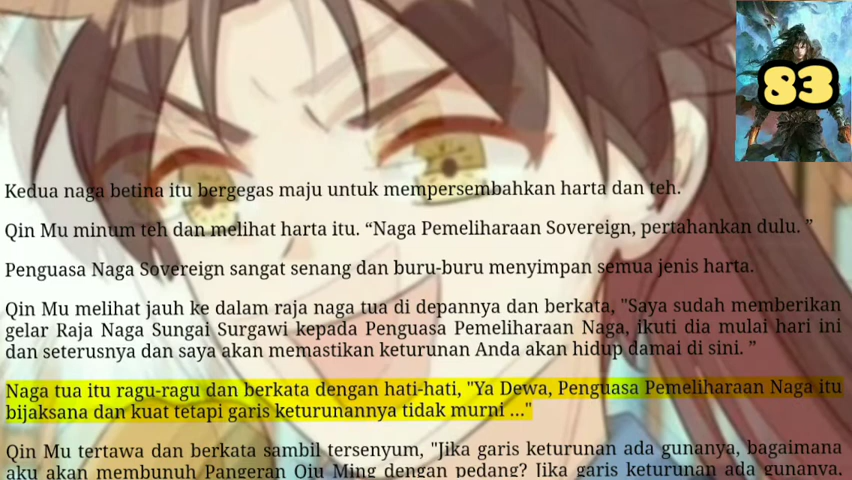 83
Kedua naga betina itu bergegas maju untuk mempersembahkan harta dan teh.
Qin Mu minum teh dan melihat harta itu. “Naga Pemeliharaan Sovereign, pertahankan dulu. ”
Penguasa Naga Sovereign sangat senang dan buru-buru menyimpan semua jenis harta.
Qin Mu melihat jauh ke dalam raja naga tua di depannya dan berkata, "Saya sudah memberikan
gelar Raja Naga Sungai Surgawi kepada Penguasa Pemeliharaan Naga, ikuti dia mulai hari ini
dan seterusnya dan saya akan memastikan keturunan Anda akan hidup damai di sini. ”
Naga tua itu ragu-ragu dan berkata dengan hati-hati, "Ya Dewa, Penguasa Pemeliharaan Naga itu
bijaksana dan kuat tetapi garis keturunannya tidak murni ..."
Qin Mu tertawa dan berkata sambil tersenyum, "Jika garis keturunan ada gunanya, bagaimana
aku akan membunuh Pangeran Qiu Ming dengan pedang? Jika garis keturunan ada gunanya,